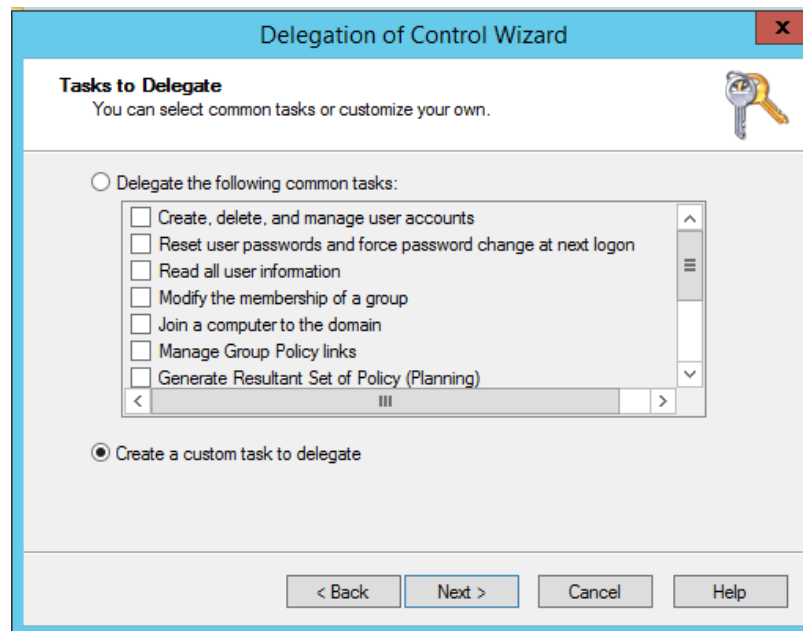 Delegation of Control Wizard
x
Tasks to Delegate
You can select common tasks or customize your own.
Delegate the following common tasks:
Create, delete, and manage user accounts
Reset user passwords and force password change at next logon
Read all user information
Modify the membership of a group
Join a computer to the domain
Manage Group Policy links
Generate Resultant Set of Policy (Planning)
Create a custom task to delegate
< Back
Next >
Cancel
Help